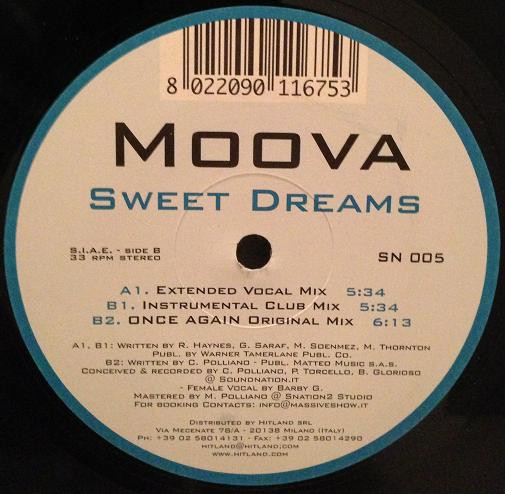 8 022090 116753
MOOVA
SWEET DREAMS
S.I.A.E. - SIDE B
33 RPM STEREO
SN 005
A1. EXTENDED VOCAL MIX 5:34
B1. INSTRUMENTAL CLUB MIX 5:34
B2. ONCE AGAIN ORIGINAL MIX 6:13
A1, B1: WRITTEN BY R. HAYNES, G. SARAF, M. SOENMEZ, M. THORNTON
PUBL. BY WARNER TAMERLANE PUBL. CO.
B2: WRITTEN BY C. POLLIANO - PUBL. MATTEO MUSIC S.A.S.
CONCEIVED & RECORDED BY C. POLLIANO, P. TORCELLO, B. GLORIOSO
@ SOUNDNATION.IT
- FEMALE VOCAL BY BARBY G.
MASTERED BY M. POLLIANO @ SNATION2 STUDIO
FOR BOOKING CONTACTS: INFO@MASSIVESHOW.IT
DISTRIBUTED BY HITLAND SRL
VIA MECENATE 78/A - 20138 MILANO (ITALY)
PH: +39 02 58014131 - FAX: +39 02 58014290
HITLAND@HITLAND.COM
WWW.HITLAND.COM